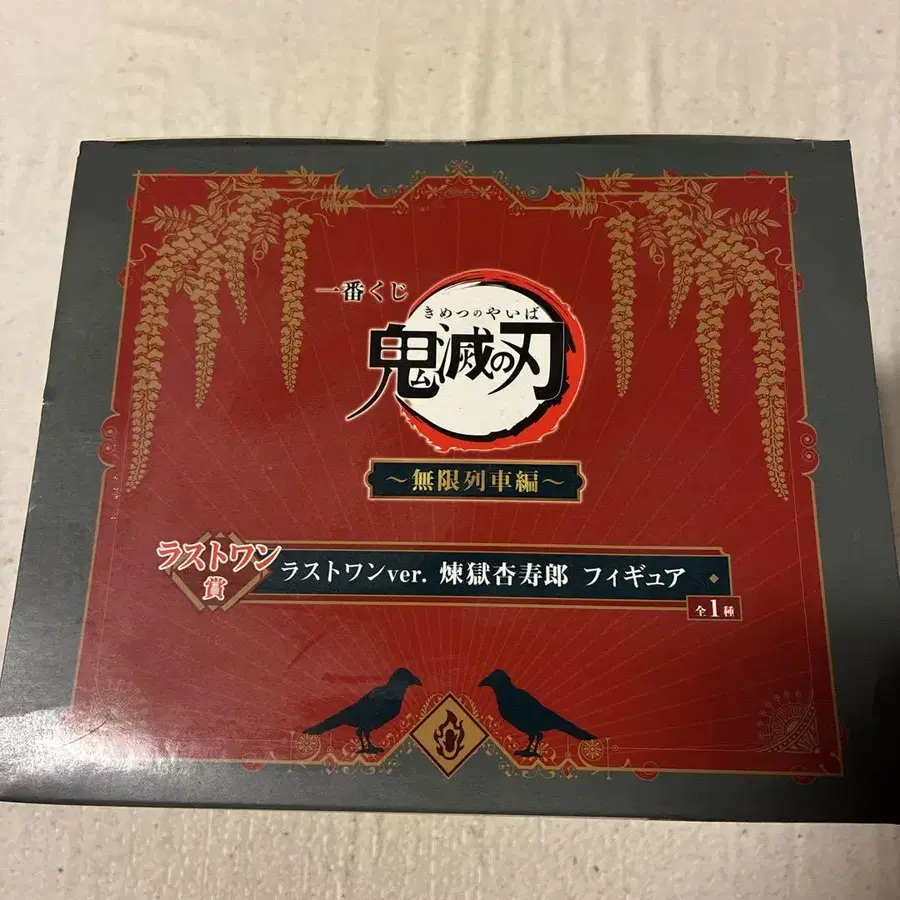 一番くじ
きめつのやいば
鬼滅の刃
～無限列車編～
ラストワン賞
ラストワンver. 煉獄杏寿郎 フィギュア
全1種